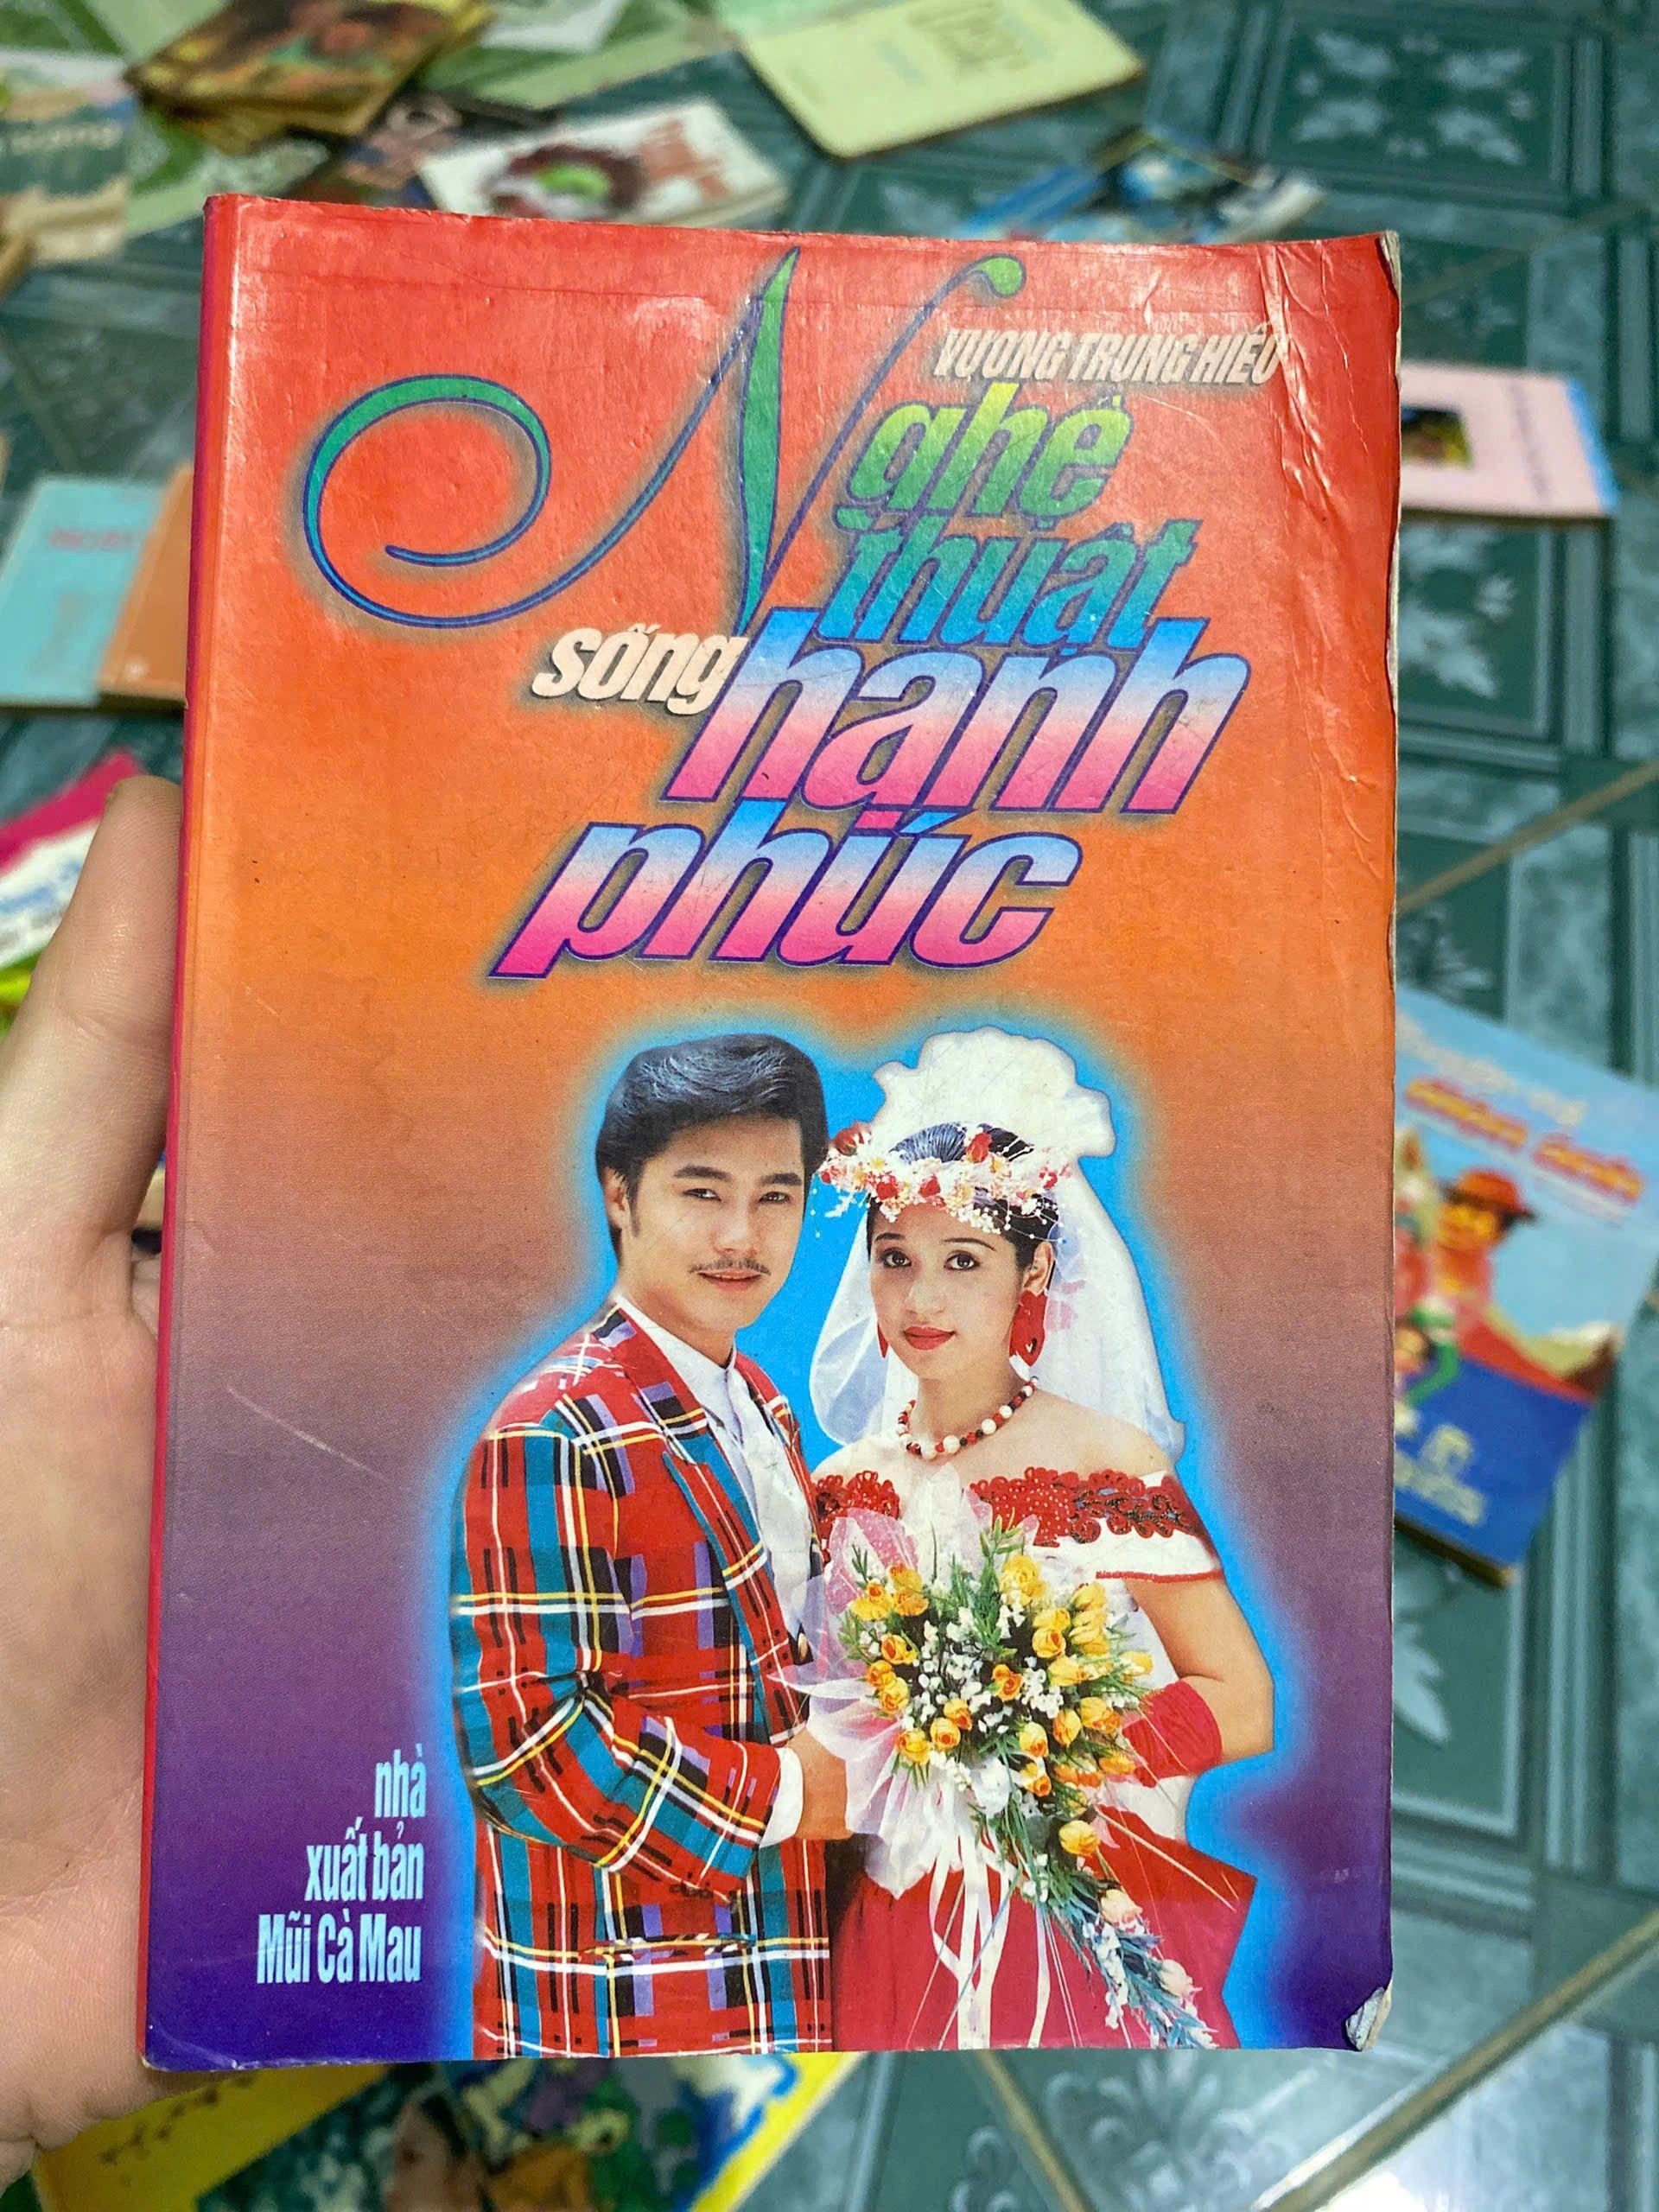 VƯƠNG TRUNG HIẾU
Nghệ
thuật
sống hạnh
phúc
nhà
xuất bản
Mũi Cà Mau